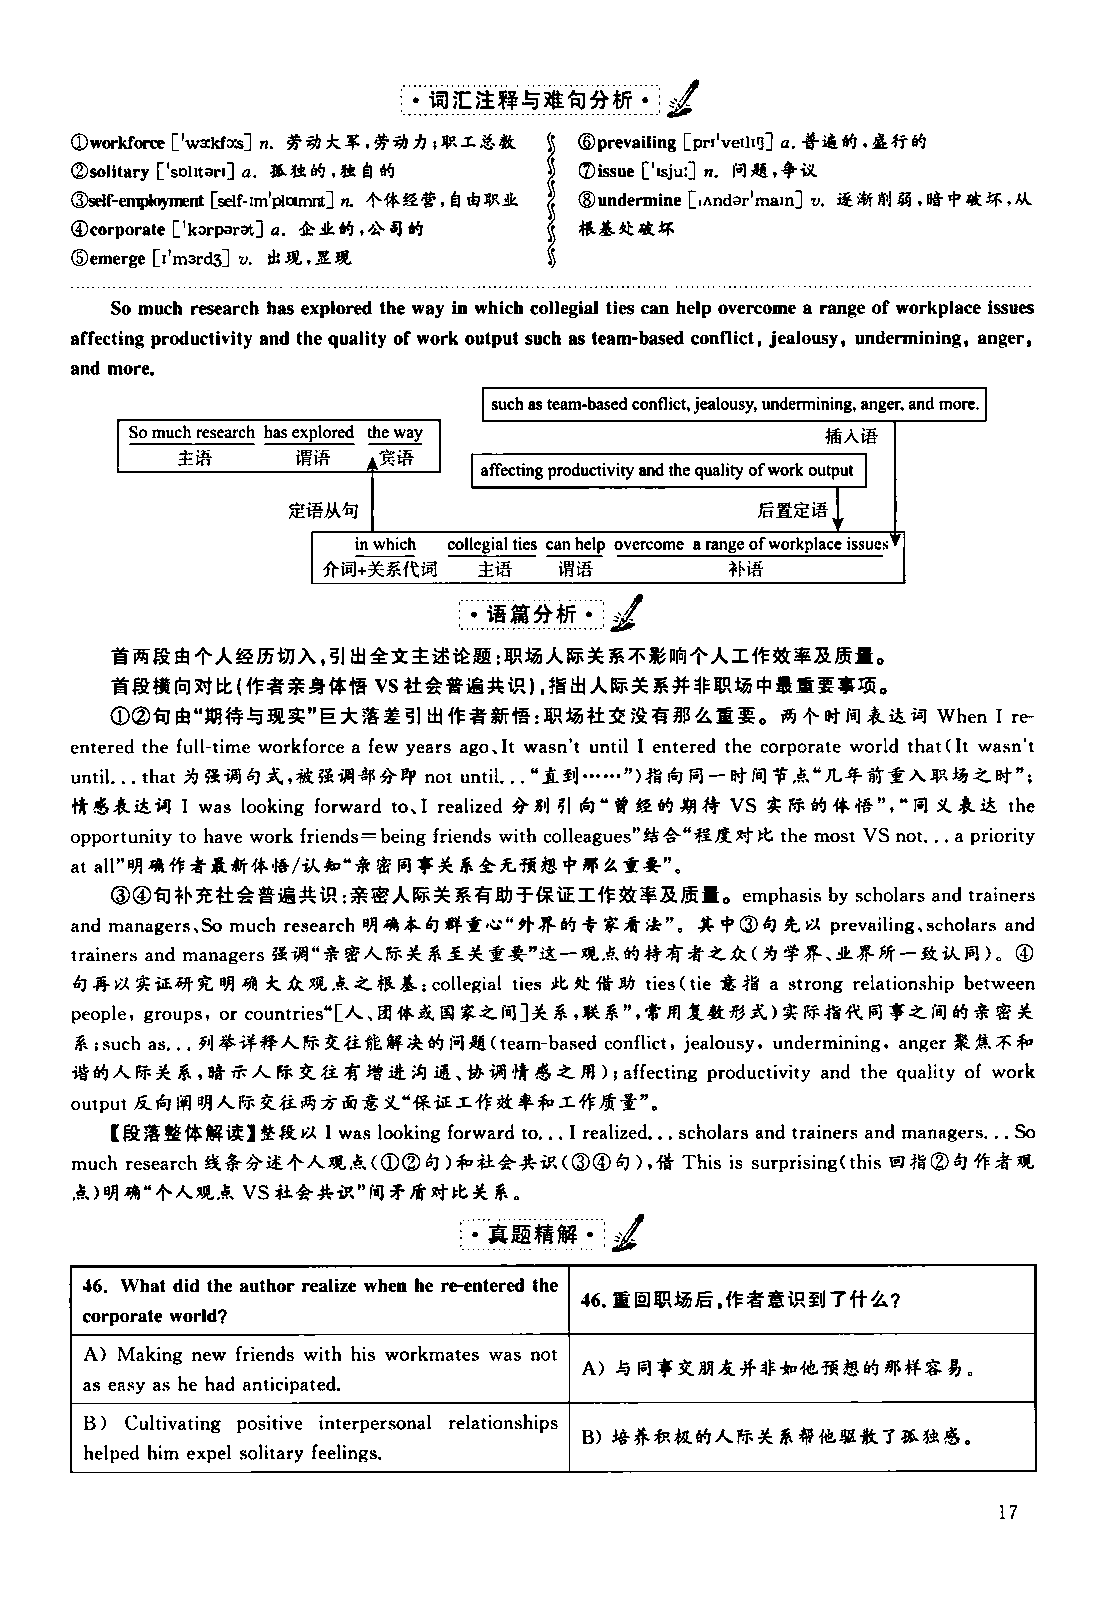 ·词汇注释与难句分析·
①workforce [ˈwɜːkfɔːs] n. 劳动大军,劳动力;职工总数
②solitary [ˈsɒlɪtərɪ] a. 孤独的,独自的
③self-employment [self-ɪmˈplɔɪmnt] n. 个体经营,自由职业
④corporate [ˈkɔrpərət] a. 企业的,公司的
⑤emerge [ɪˈmɜrdʒ] v. 出现,显现
⑥prevailing [prɪˈveɪlɪŋ] a. 普遍的,盛行的
⑦issue [ˈɪsjuː] n. 问题,争议
⑧undermine [ˌʌndərˈmaɪn] v. 逐渐削弱,暗中破坏,从
根基处破坏
So much research has explored the way in which collegial ties can help overcome a range of workplace issues
affecting productivity and the quality of work output such as team-based conflict, jealousy, undermining, anger,
and more.
such as team-based conflict, jealousy, undermining, anger, and more.
So much research has explored the way
插入语
主语 谓语 宾语
affecting productivity and the quality of work output
定语从句
后置定语
in which collegial ties can help overcome a range of workplace issues
介词+关系代词 主语 谓语 补语
·语篇分析·
首两段由个人经历切入,引出全文主述论题:职场人际关系不影响个人工作效率及质量。
首段横向对比(作者亲身体悟 VS 社会普遍共识),指出人际关系并非职场中最重要事项。
①②句由“期待与现实”巨大落差引出作者新悟:职场社交没有那么重要。两个时间表达词 When I re-
entered the full-time workforce a few years ago、It wasn't until I entered the corporate world that(It wasn't
until... that 为强调句式,被强调部分即 not until... “直到……”)指向同一时间节点“几年前重入职场之时”;
情感表达词 I was looking forward to、I realized 分别引向“曾经的期待 VS 实际的体悟”,“同义表达 the
opportunity to have work friends=being friends with colleagues”结合“程度对比 the most VS not... a priority
at all”明确作者最新体悟/认知“亲密同事关系全无预想中那么重要”。
③④句补充社会普遍共识:亲密人际关系有助于保证工作效率及质量。emphasis by scholars and trainers
and managers、So much research 明确本句群重心“外界的专家看法”。其中③句先以 prevailing、scholars and
trainers and managers 强调“亲密人际关系至关重要”这一观点的持有者之众(为学界、业界所一致认同)。④
句再以实证研究明确大众观点之根基:collegial ties 此处借助 ties(tie 意指 a strong relationship between
people, groups, or countries“[人、团体或国家之间]关系,联系”,常用复数形式)实际指代同事之间的亲密关
系;such as... 列举详释人际交往能解决的问题(team-based conflict, jealousy, undermining, anger 聚焦不和
谐的人际关系,暗示人际交往有增进沟通、协调情感之用);affecting productivity and the quality of work
output 反向阐明人际交往两方面意义“保证工作效率和工作质量”。
【段落整体解读】整段以 I was looking forward to... I realized... scholars and trainers and managers... So
much research 线条分述个人观点(①②句)和社会共识(③④句),借 This is surprising(this 回指②句作者观
点)明确“个人观点 VS 社会共识”间矛盾对比关系。
·真题精解·
46. What did the author realize when he re-entered the
corporate world?
46. 重回职场后,作者意识到了什么?
A) Making new friends with his workmates was not
as easy as he had anticipated.
A) 与同事交朋友并非如他预想的那样容易。
B) Cultivating positive interpersonal relationships
helped him expel solitary feelings.
B) 培养积极的人际关系帮他驱散了孤独感。
17